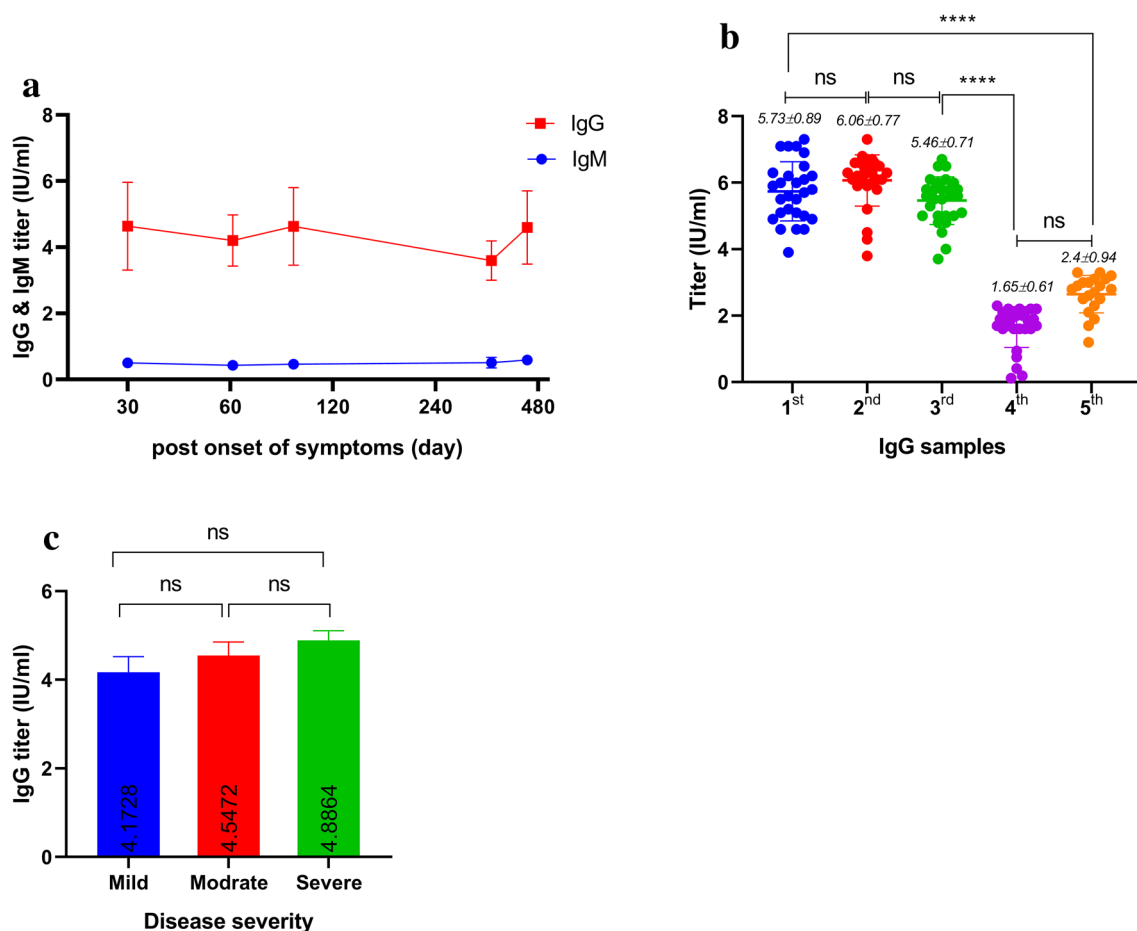 a
IgG & IgM titer (IU/ml)
8
6
4
2
0
30 60 120 240 480
post onset of symptoms (day)
IgG
IgM
b
****
ns ns ****
5.73±0.89 6.06±0.77
5.46±0.71
ns
2.4±0.94
1.65±0.61
Titer (IU/ml)
8
6
4
2
0
1st 2nd 3rd 4th 5th
IgG samples
c
ns
ns ns
IgG titer (IU/ml)
6
4
2
0
4.1728 4.5472 4.8864
Mild Modrate Severe
Disease severity